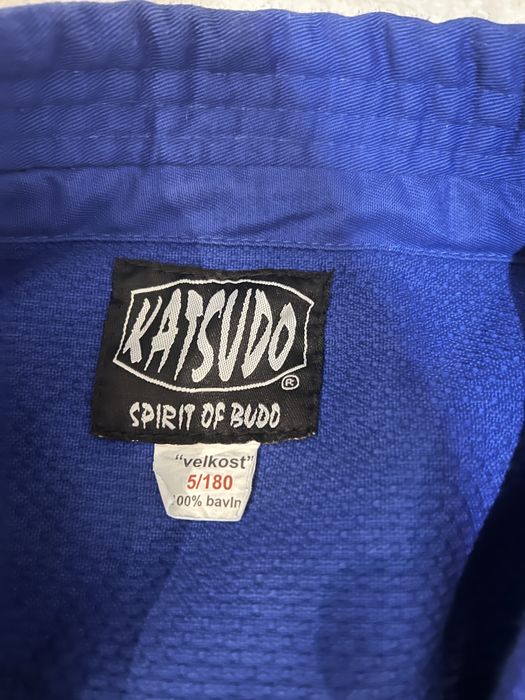 KATSUDO
®
SPIRIT OF BUDO
"velkost"
5/180
100% bavln